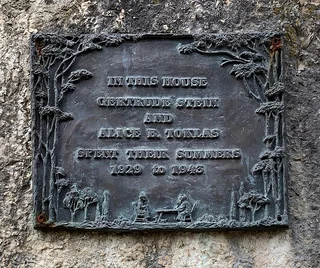 IN THIS HOUSE
GERTRUDE STEIN
AND
ALICE B. TOKLAS
SPENT THEIR SUMMERS
1929 to 1943